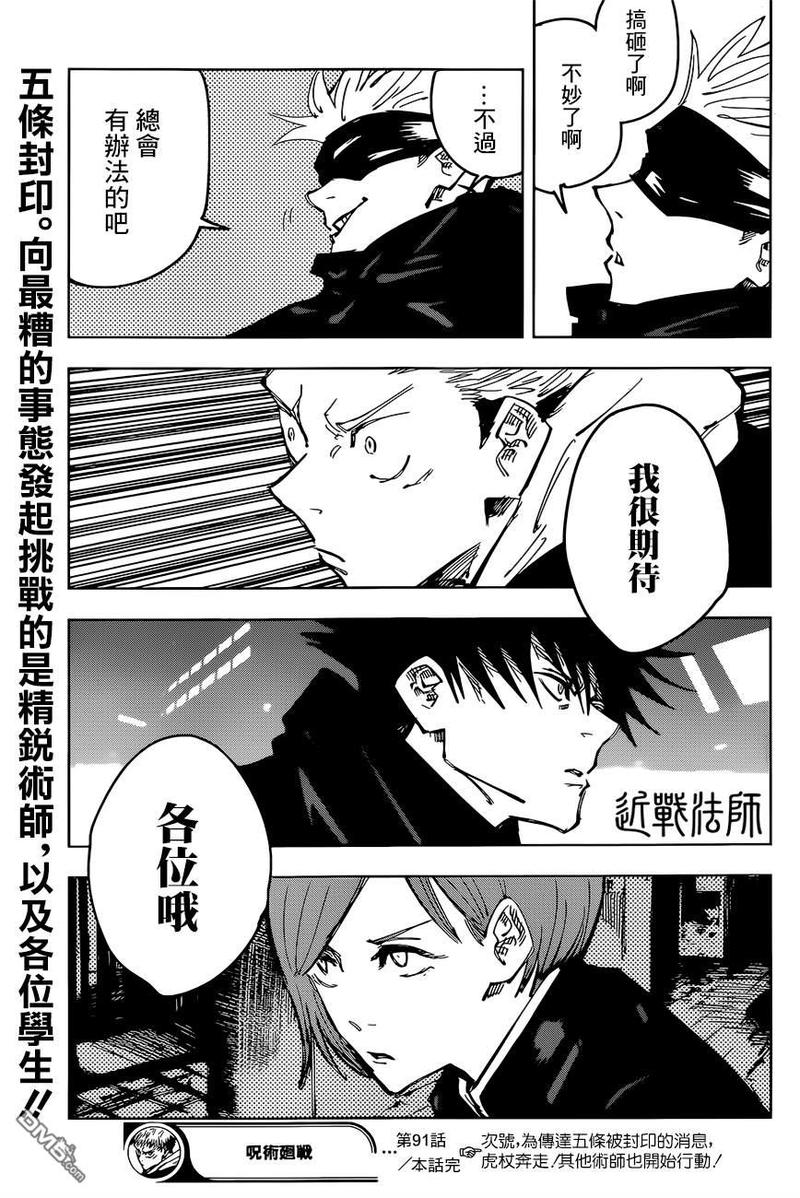 搞砸了啊
不妙了啊
…不過
總會
有辦法的吧
我很期待
各位哦
近戰法師
五條封印。向最糟的事態發起挑戰的是精銳術師，以及各位學生!!
呪術廻戦
…
第91話
/本話完
☞
次號，為傳達五條被封印的消息，
虎杖奔走!其他術師也開始行動!
DM5.com